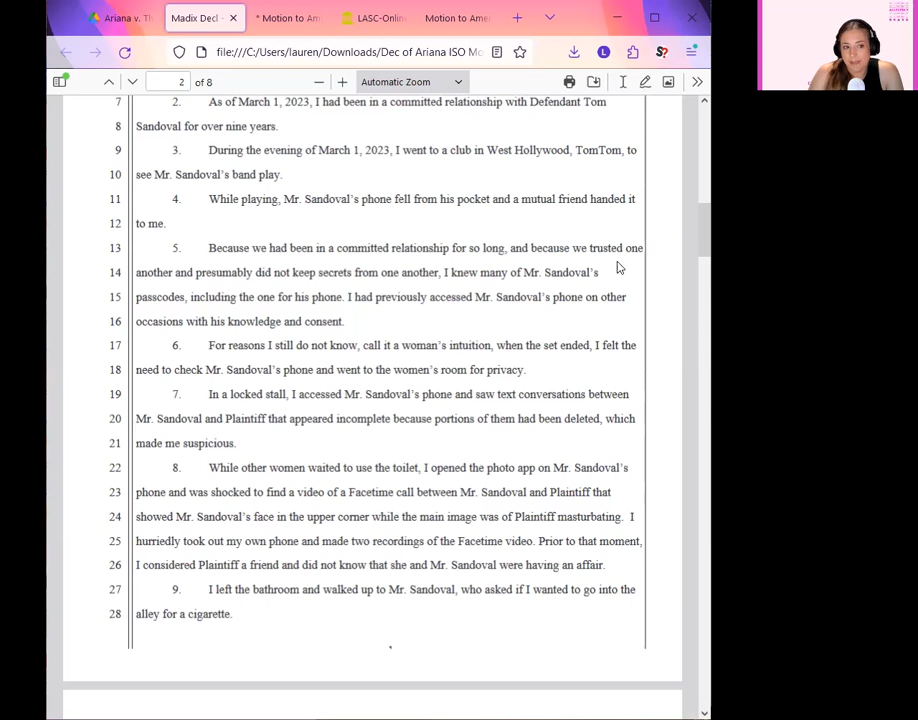 Ariana v. Th
Madix Decl
* Motion to Am
LASC-Onlin
Motion to Amer
file:///C:/Users/lauren/Downloads/Dec of Ariana ISO Mo
L
S?
2 of 8
Automatic Zoom
7 2. As of March 1, 2023, I had been in a committed relationship with Defendant Tom
8 Sandoval for over nine years.
9 3. During the evening of March 1, 2023, I went to a club in West Hollywood, TomTom, to
10 see Mr. Sandoval's band play.
11 4. While playing, Mr. Sandoval's phone fell from his pocket and a mutual friend handed it
12 to me.
13 5. Because we had been in a committed relationship for so long, and because we trusted one
14 another and presumably did not keep secrets from one another, I knew many of Mr. Sandoval's
15 passcodes, including the one for his phone. I had previously accessed Mr. Sandoval's phone on other
16 occasions with his knowledge and consent.
17 6. For reasons I still do not know, call it a woman's intuition, when the set ended, I felt the
18 need to check Mr. Sandoval's phone and went to the women's room for privacy.
19 7. In a locked stall, I accessed Mr. Sandoval's phone and saw text conversations between
20 Mr. Sandoval and Plaintiff that appeared incomplete because portions of them had been deleted, which
21 made me suspicious.
22 8. While other women waited to use the toilet, I opened the photo app on Mr. Sandoval's
23 phone and was shocked to find a video of a Facetime call between Mr. Sandoval and Plaintiff that
24 showed Mr. Sandoval's face in the upper corner while the main image was of Plaintiff masturbating. I
25 hurriedly took out my own phone and made two recordings of the Facetime video. Prior to that moment,
26 I considered Plaintiff a friend and did not know that she and Mr. Sandoval were having an affair.
27 9. I left the bathroom and walked up to Mr. Sandoval, who asked if I wanted to go into the
28 alley for a cigarette.